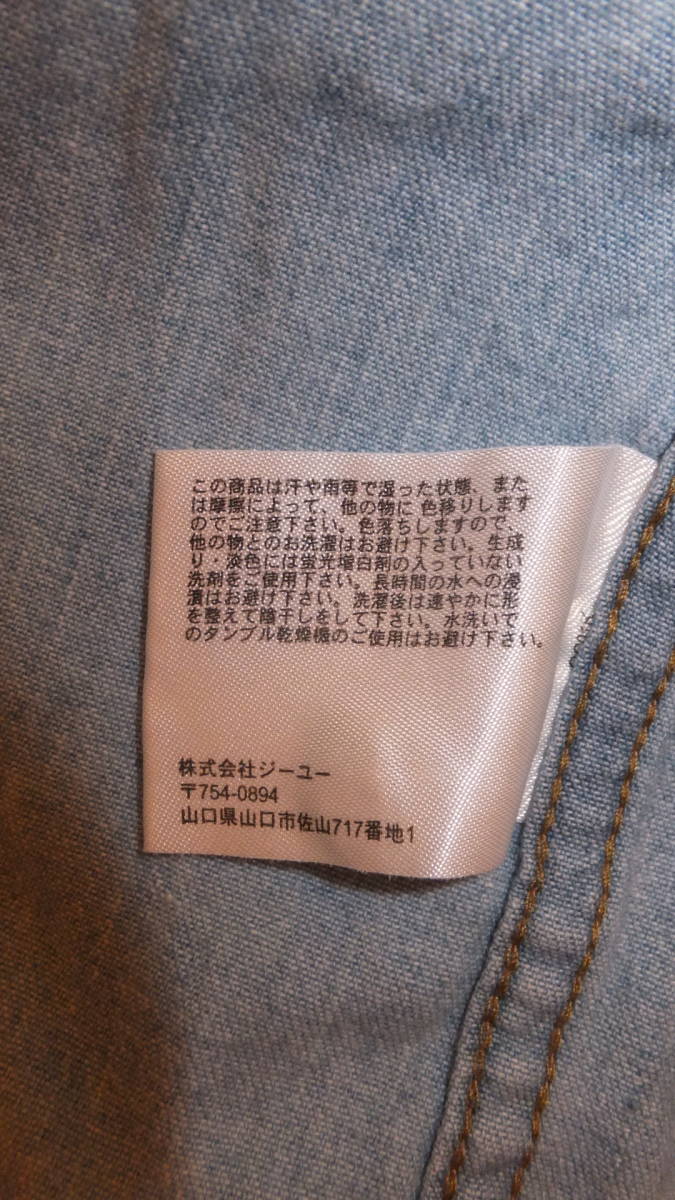 この商品は汗や雨等で湿った状態、また
は摩擦によって、他の物に色移りします
のでご注意下さい。色落ちしますので、
他の物とのお洗濯はお避け下さい。生成
り・淡色には蛍光増白剤の入っていない
洗剤をご使用下さい。長時間の水への浸
漬はお避け下さい。洗濯後は速やかに形
を整えて陰干しをして下さい。水洗いで
のタンブル乾燥機のご使用はお避け下さい。
株式会社ジーユー
〒754-0894
山口県山口市佐山717番地1